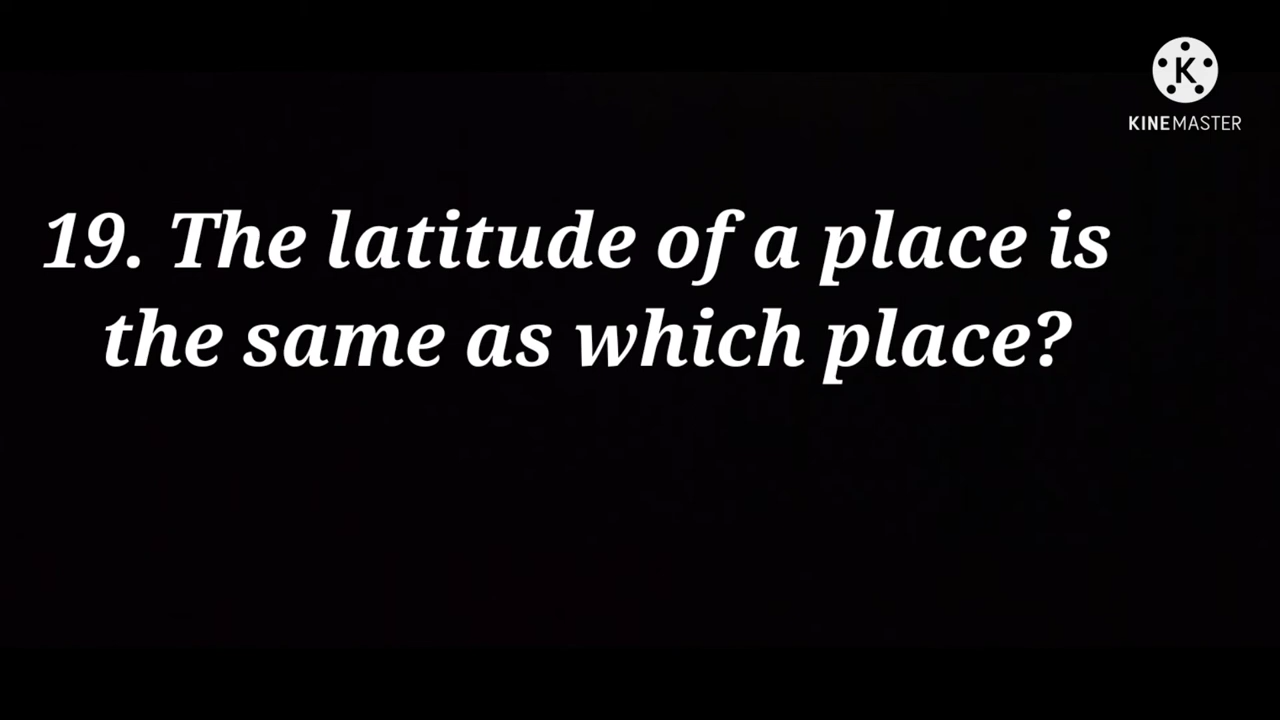 K
KINEMASTER
19. The latitude of a place is
the same as which place?